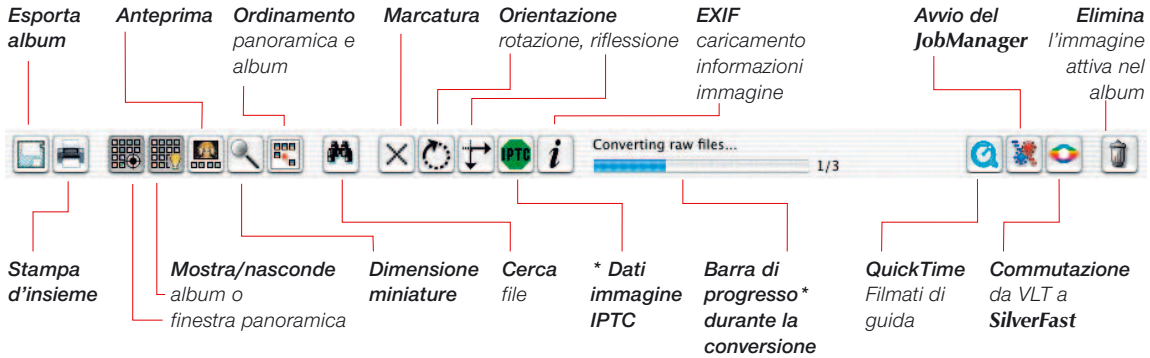 Esporta
album
Anteprima
Ordinamento
panoramica e
album
Marcatura
Orientazione
rotazione, riflessione
EXIF
caricamento
informazioni
immagine
Avvio del
JobManager
Elimina
l'immagine
attiva nel
album
IPTC
i
Converting raw files...
1/3
Stampa
d'insieme
Mostra/nasconde
album o
finestra panoramica
Dimensione
miniature
Cerca
file
* Dati
immagine
IPTC
Barra di
progresso*
durante la
conversione
QuickTime
Filmati di
guida
Commutazione
da VLT a
SilverFast